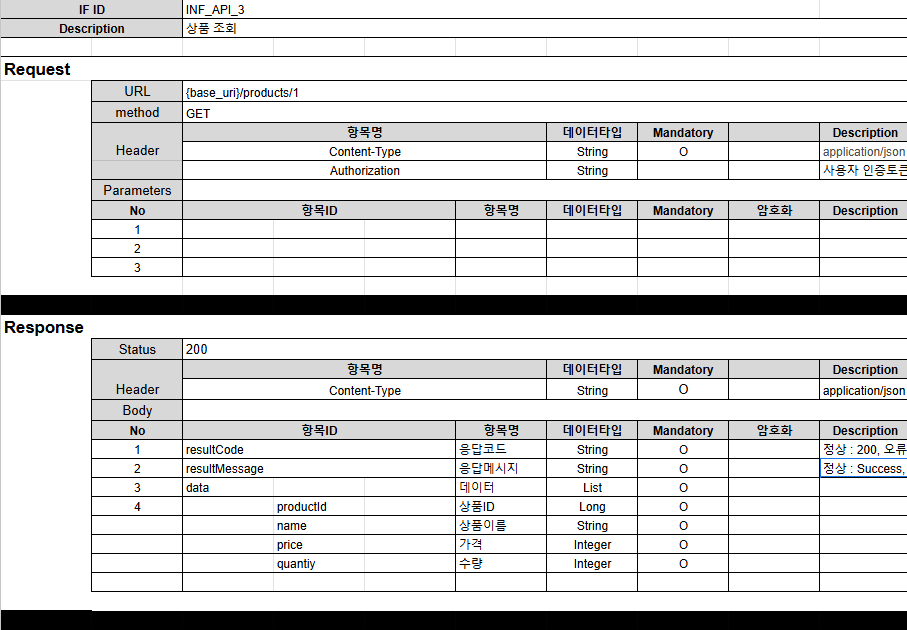 IF ID INF_API_3
Description 상품 조회
Request
URL {base_uri}/products/1
method GET
Header 항목명 데이터타입 Mandatory Description
Content-Type String O application/json
Authorization String 사용자 인증토큰
Parameters
No 항목ID 항목명 데이터타입 Mandatory 암호화 Description
1
2
3
Response
Status 200
Header 항목명 데이터타입 Mandatory Description
Content-Type String O application/json
Body
No 항목ID 항목명 데이터타입 Mandatory 암호화 Description
1 resultCode 응답코드 String O 정상 : 200, 오류
2 resultMessage 응답메시지 String O 정상 : Success,
3 data 데이터 List O
4 productId 상품ID Long O
name 상품이름 String O
price 가격 Integer O
quantiy 수량 Integer O